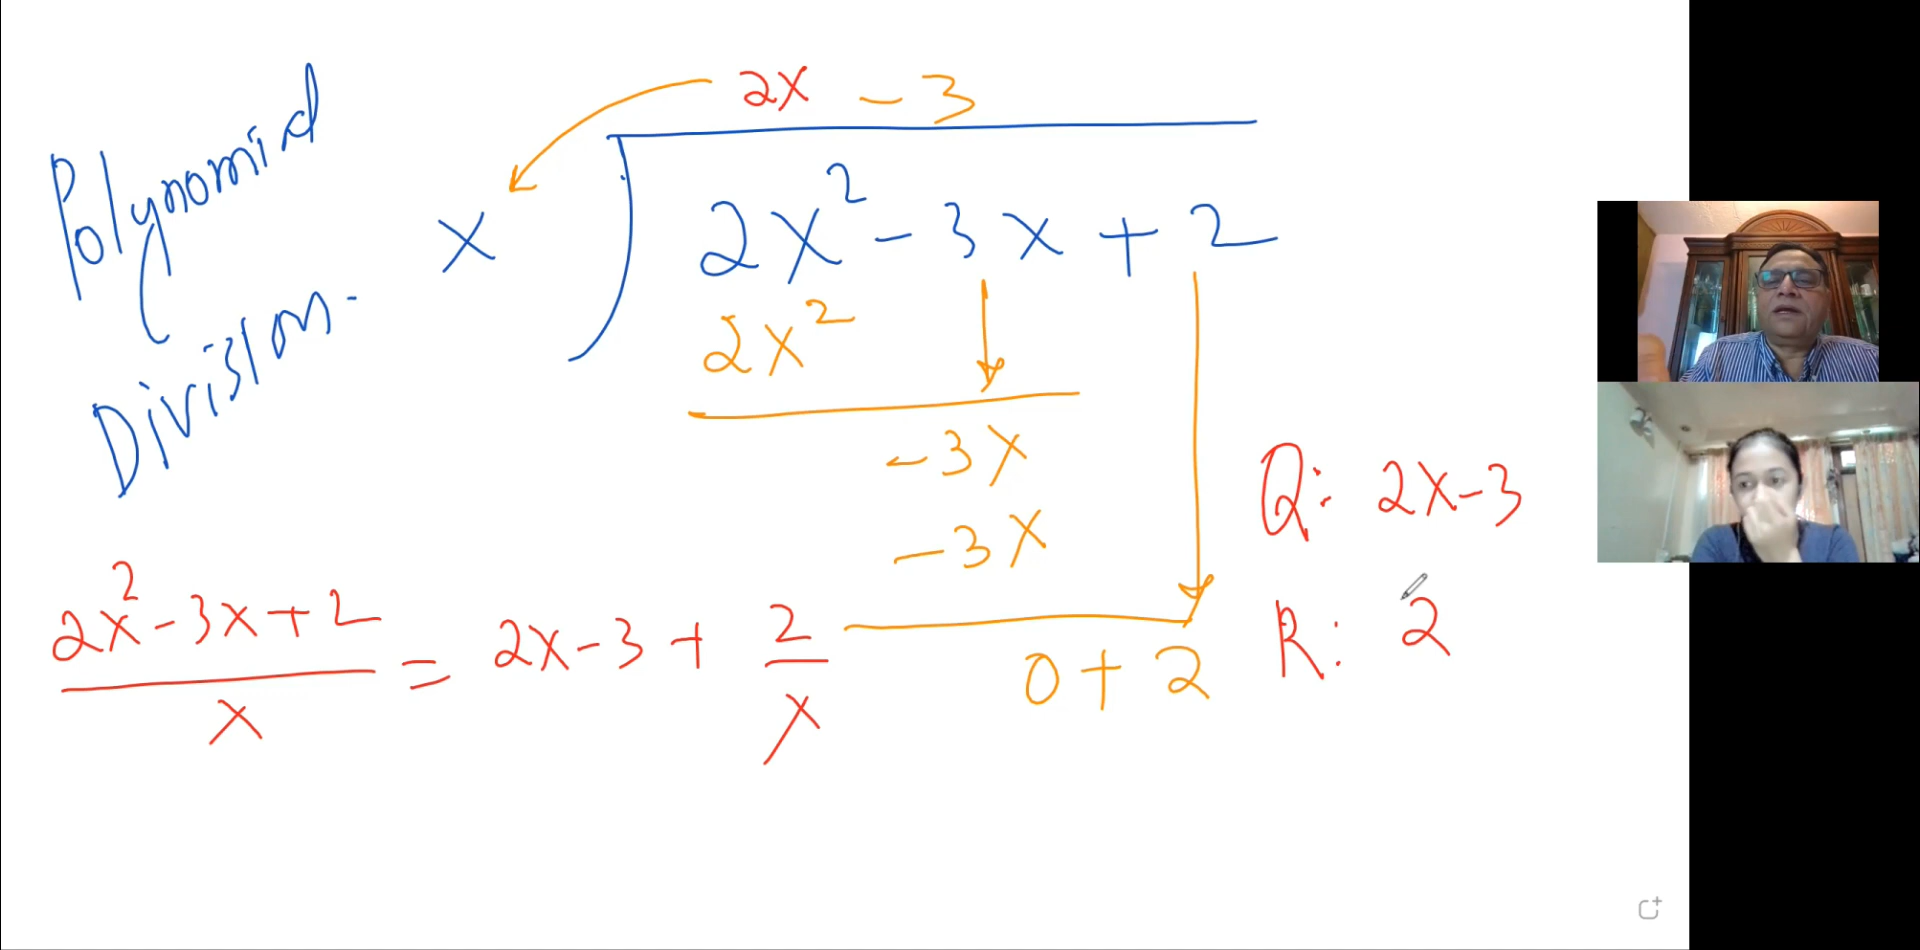 Polynomial
Division.
2x - 3
x ) 2x² - 3x + 2
2x²
-3x
-3x
0 + 2
Q: 2x-3
R: 2
2x² - 3x + 2 / x = 2x - 3 + 2 / x